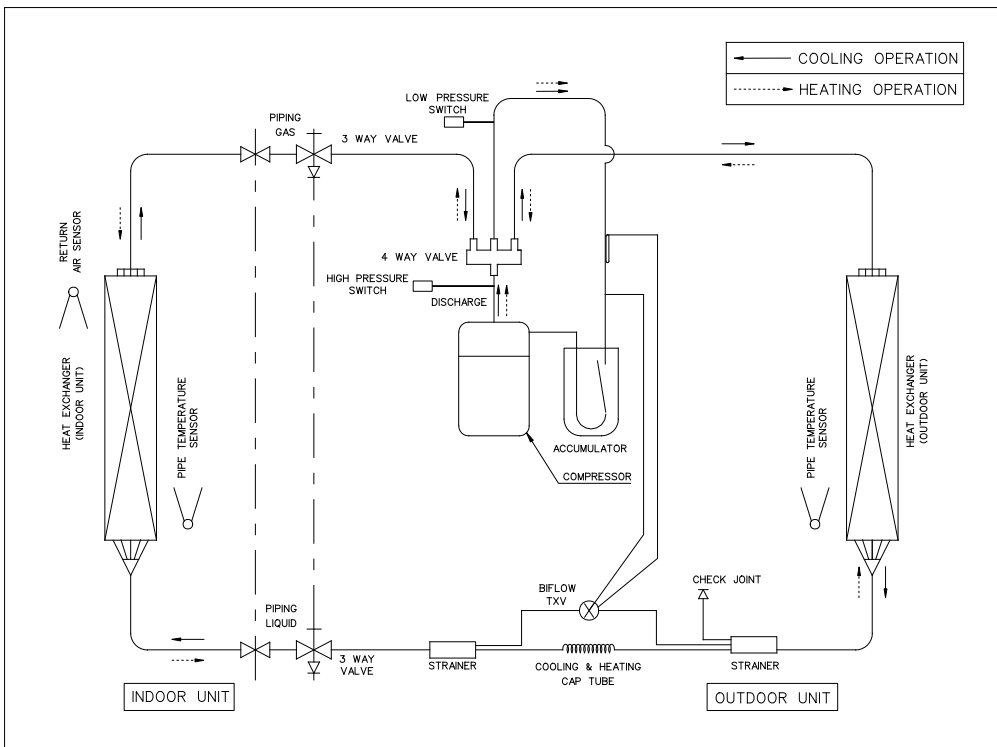 COOLING OPERATION
HEATING OPERATION
LOW PRESSURE
SWITCH
PIPING
GAS
3 WAY VALVE
RETURN
AIR SENSOR
4 WAY VALVE
HIGH PRESSURE
SWITCH
DISCHARGE
HEAT EXCHANGER
(INDOOR UNIT)
PIPE TEMPERATURE
SENSOR
ACCUMULATOR
COMPRESSOR
PIPE TEMPERATURE
SENSOR
HEAT EXCHANGER
(OUTDOOR UNIT)
CHECK JOINT
BIFLOW
TXV
PIPING
LIQUID
3 WAY
VALVE
STRAINER
COOLING & HEATING
CAP TUBE
STRAINER
INDOOR UNIT
OUTDOOR UNIT